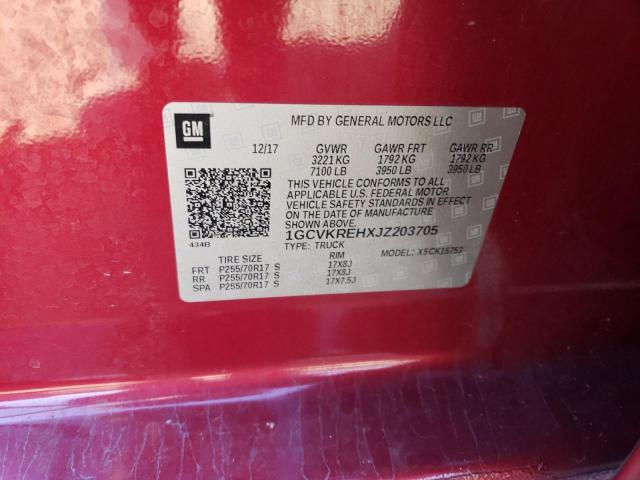 GM
MFD BY GENERAL MOTORS LLC
12/17 GVWR GAWR FRT GAWR RR
3221 KG 1792 KG 1792 KG
7100 LB 3950 LB 3950 LB
THIS VEHICLE CONFORMS TO ALL
APPLICABLE U.S. FEDERAL MOTOR
VEHICLE SAFETY STANDARDS IN EFFECT
ON THE DATE OF MANUFACTURE
SHOWN ABOVE.
434B
1GCVKREHXJZ203705
TYPE: TRUCK MODEL: X5CK15753
TIRE SIZE RIM
FRT P255/70R17 S 17X8J
RR P255/70R17 S 17X8J
SPA P255/70R17 S 17X7.5J